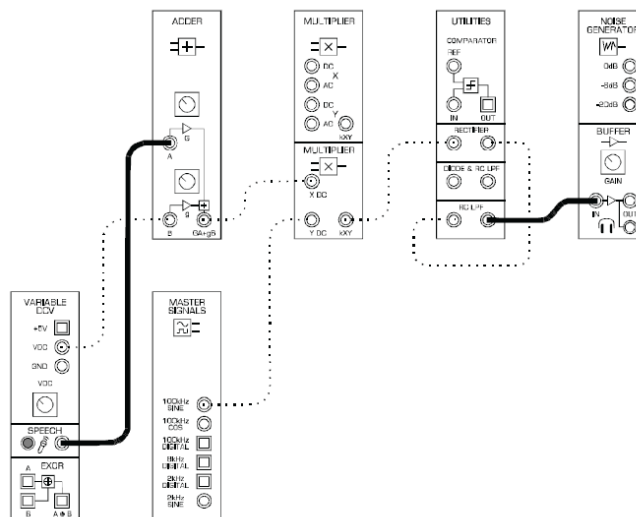 ADDER
G
A
g
B
GA+gB
MULTIPLIER
DC
X
AC
DC
Y
AC
kXY
MULTIPLIER
X DC
Y DC
kXY
UTILITIES
COMPARATOR
REF
IN
OUT
RECTIFIER
DIODE & RC LPF
RC LPF
NOISE
GENERATOR
0dB
-6dB
-20dB
BUFFER
GAIN
IN
OUT
VARIABLE
DCV
+5V
VDC
GND
VDC
SPEECH
EXOR
A
B
A ⊕ B
MASTER
SIGNALS
100kHz
SINE
100kHz
COS
100kHz
DIGITAL
8kHz
DIGITAL
2kHz
DIGITAL
2kHz
SINE